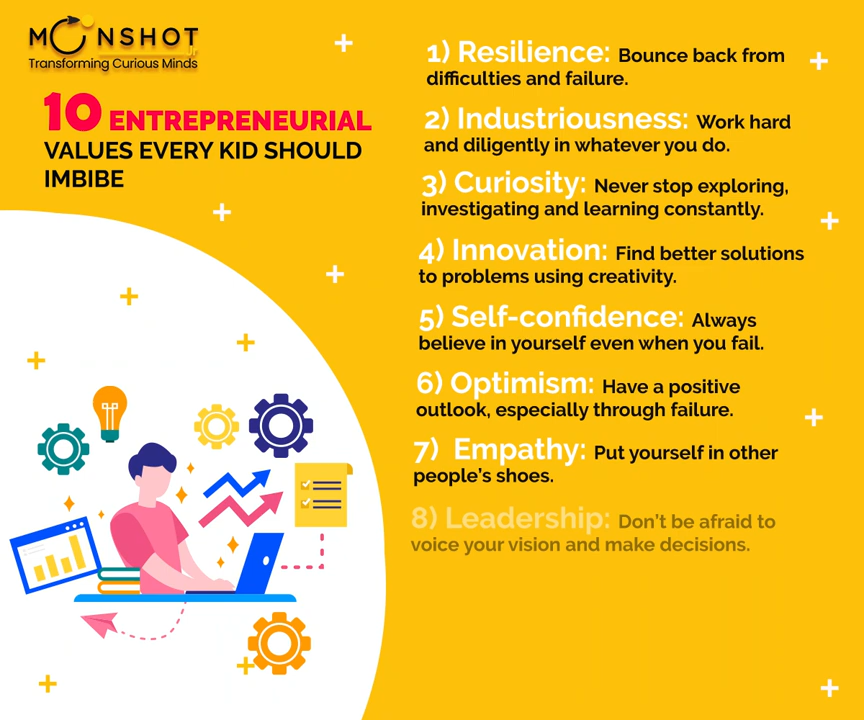 MOONSHOT
Jr
Transforming Curious Minds
10 ENTREPRENEURIAL
VALUES EVERY KID SHOULD
IMBIBE
1) Resilience: Bounce back from
difficulties and failure.
2) Industriousness: Work hard
and diligently in whatever you do.
3) Curiosity: Never stop exploring,
investigating and learning constantly.
4) Innovation: Find better solutions
to problems using creativity.
5) Self-confidence: Always
believe in yourself even when you fail.
6) Optimism: Have a positive
outlook, especially through failure.
7) Empathy: Put yourself in other
people's shoes.
8) Leadership: Don't be afraid to
voice your vision and make decisions.